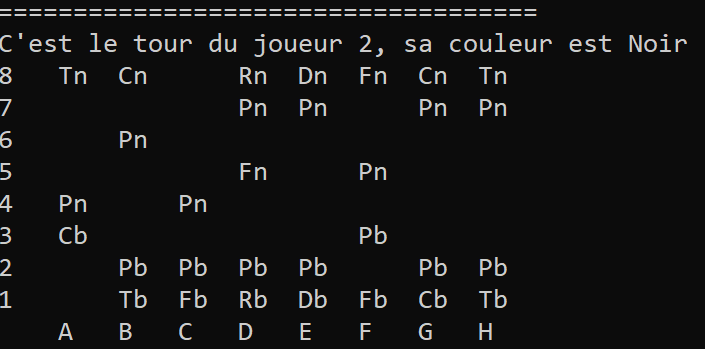 ====================================
C'est le tour du joueur 2, sa couleur est Noir
8 Tn Cn Rn Dn Fn Cn Tn
7 Pn Pn Pn Pn
6 Pn
5 Fn Pn
4 Pn Pn
3 Cb Pb
2 Pb Pb Pb Pb Pb Pb
1 Tb Fb Rb Db Fb Cb Tb
A B C D E F G H